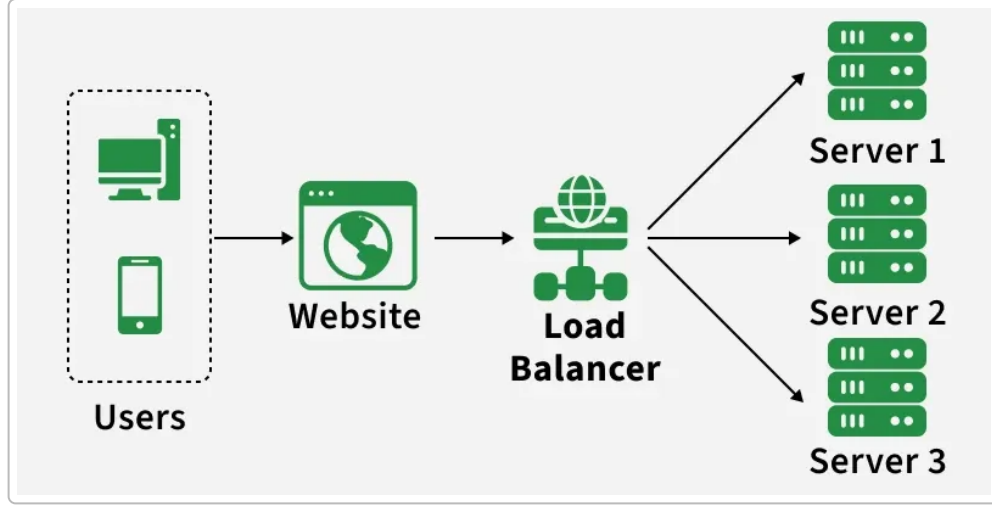 Users
Website
Load
Balancer
Server 1
Server 2
Server 3